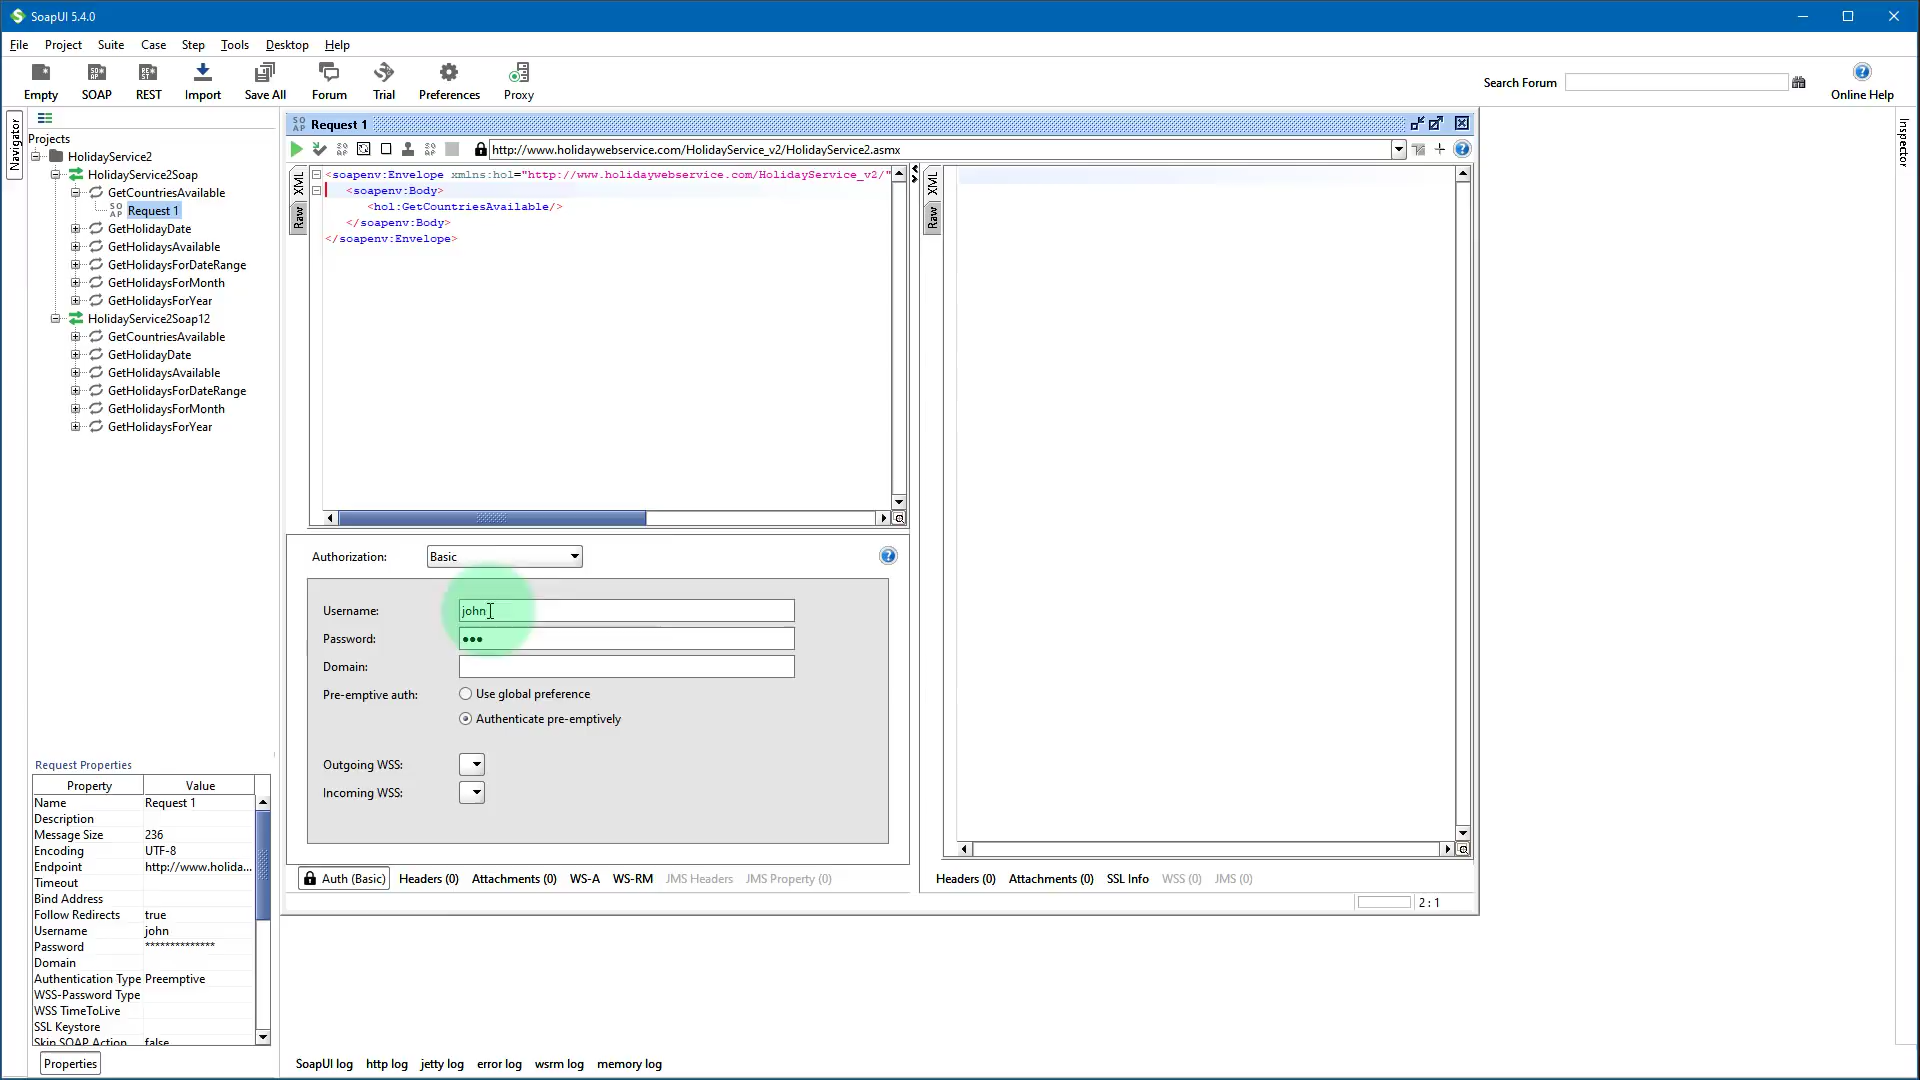 SoapUI 5.4.0
File Project Suite Case Step Tools Desktop Help
Empty SOAP REST Import Save All Forum Trial Preferences Proxy
Search Forum
Online Help
Navigator
Inspector
Projects
HolidayService2
HolidayService2Soap
GetCountriesAvailable
SO AP Request 1
GetHolidayDate
GetHolidaysAvailable
GetHolidaysForDateRange
GetHolidaysForMonth
GetHolidaysForYear
HolidayService2Soap12
GetCountriesAvailable
GetHolidayDate
GetHolidaysAvailable
GetHolidaysForDateRange
GetHolidaysForMonth
GetHolidaysForYear
SO AP Request 1
http://www.holidaywebservice.com/HolidayService_v2/HolidayService2.asmx
XML
Raw
<soapenv:Envelope xmlns:hol="http://www.holidaywebservice.com/HolidayService_v2/"
<soapenv:Body>
<hol:GetCountriesAvailable/>
</soapenv:Body>
</soapenv:Envelope>
XML
Raw
Authorization: Basic
Username: john
Password: •••
Domain:
Pre-emptive auth: Use global preference
Authenticate pre-emptively
Outgoing WSS:
Incoming WSS:
Auth (Basic) Headers (0) Attachments (0) WS-A WS-RM JMS Headers JMS Property (0)
Headers (0) Attachments (0) SSL Info WSS (0) JMS (0)
2 : 1
Request Properties
Property Value
Name Request 1
Description
Message Size 236
Encoding UTF-8
Endpoint http://www.holida...
Timeout
Bind Address
Follow Redirects true
Username john
Password **************
Domain
Authentication Type Preemptive
WSS-Password Type
WSS TimeToLive
SSL Keystore
Skip SOAP Action false
Properties
SoapUI log http log jetty log error log wsrm log memory log